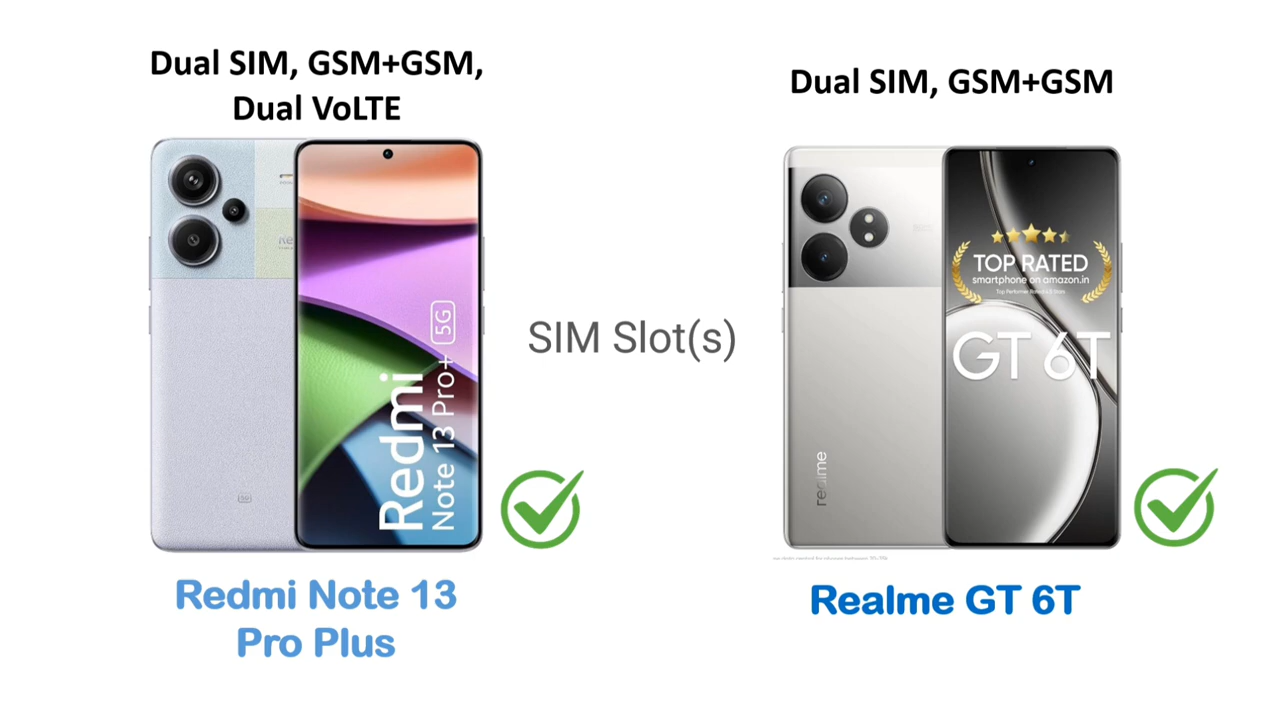 Dual SIM, GSM+GSM,
Dual VoLTE
Redmi
Note 13 Pro+ 5G
Redmi Note 13
Pro Plus
SIM Slot(s)
Dual SIM, GSM+GSM
TOP RATED
smartphone on amazon.in
GT 6T
realme
Realme GT 6T